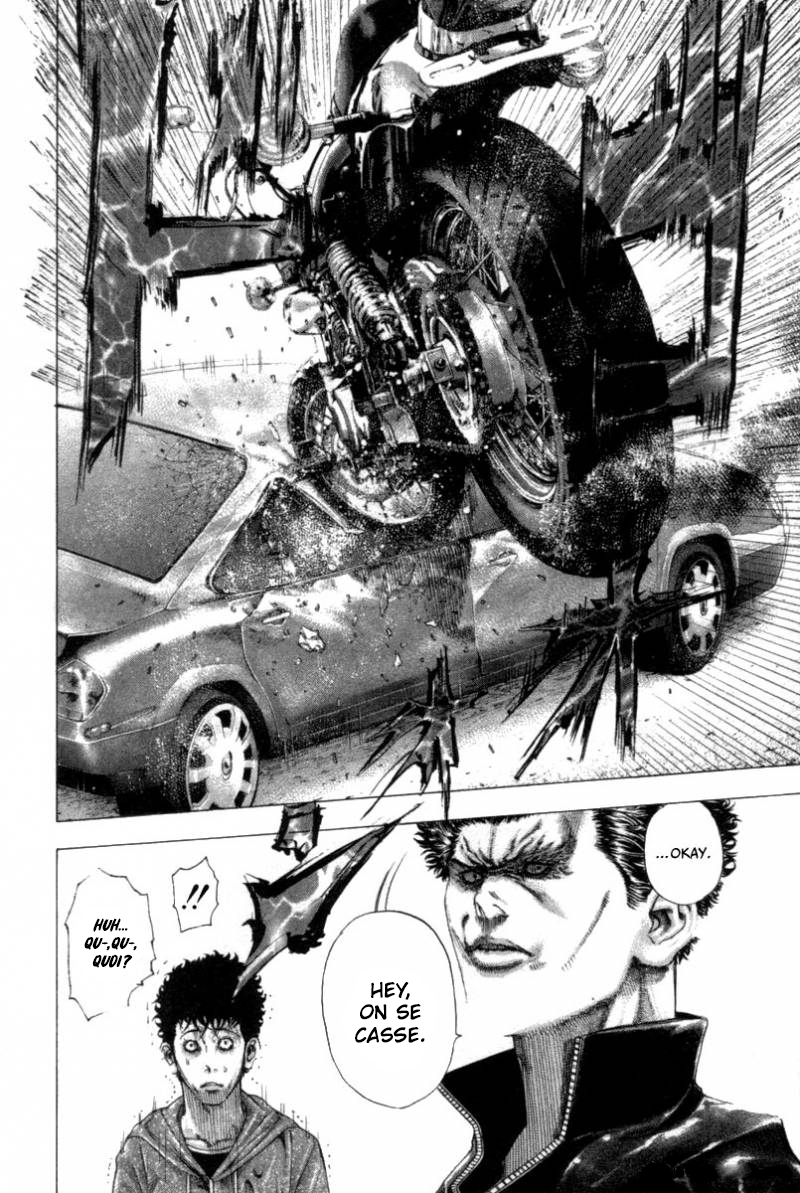 ...OKAY.
HEY,
ON SE
CASSE.
!!
HUH...
QU-,QU-,
QUOI?